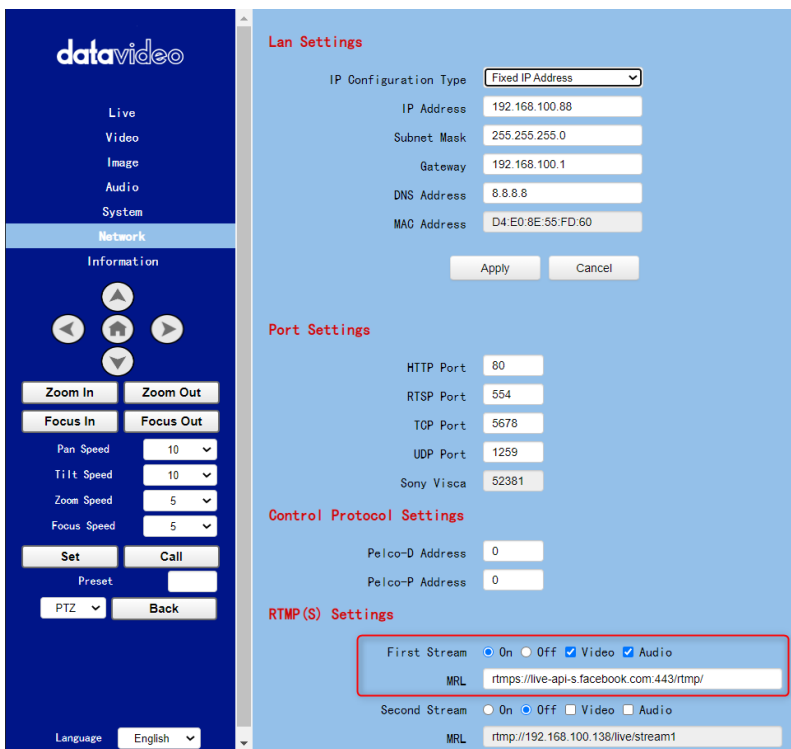 datavideo
Live
Video
Image
Audio
System
Network
Information
Zoom In Zoom Out
Focus In Focus Out
Pan Speed 10
Tilt Speed 10
Zoom Speed 5
Focus Speed 5
Set Call
Preset
PTZ Back
Language English
Lan Settings
IP Configuration Type Fixed IP Address
IP Address 192.168.100.88
Subnet Mask 255.255.255.0
Gateway 192.168.100.1
DNS Address 8.8.8.8
MAC Address D4:E0:8E:55:FD:60
Apply Cancel
Port Settings
HTTP Port 80
RTSP Port 554
TCP Port 5678
UDP Port 1259
Sony Visca 52381
Control Protocol Settings
Pelco-D Address 0
Pelco-P Address 0
RTMP(S) Settings
First Stream On Off Video Audio
MRL rtmps://live-api-s.facebook.com:443/rtmp/
Second Stream On Off Video Audio
MRL rtmp://192.168.100.138/live/stream1